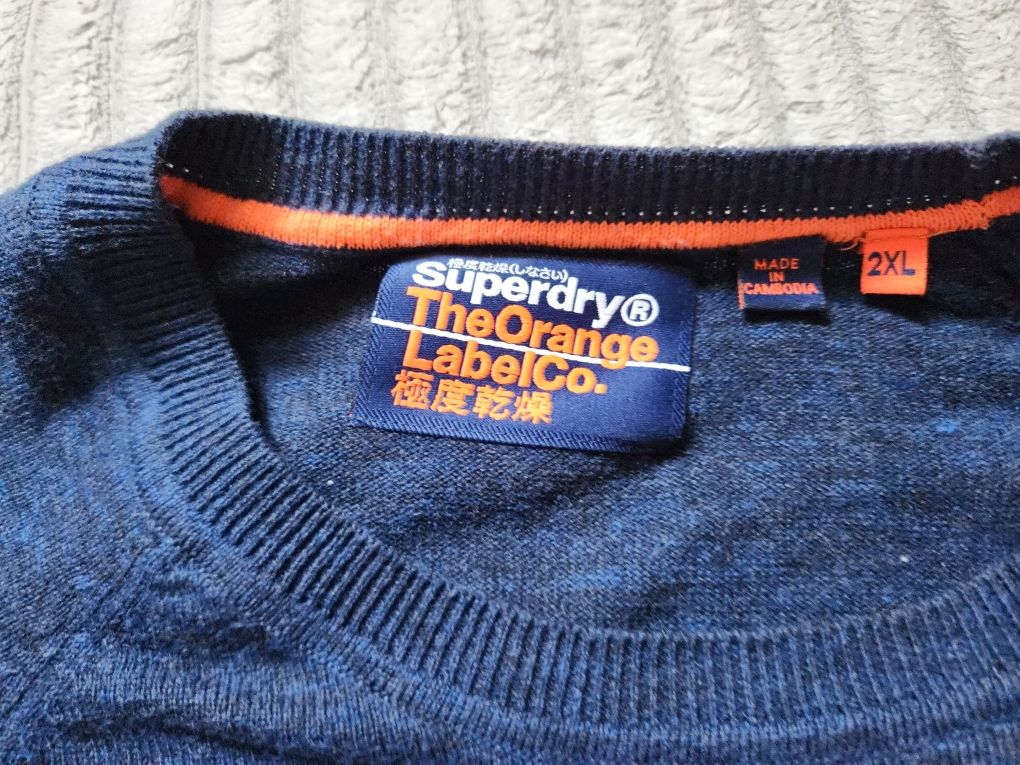 極度乾燥(しなさい)
Superdry®
TheOrange
LabelCo.
極度乾燥
MADE
IN
CAMBODIA
2XL